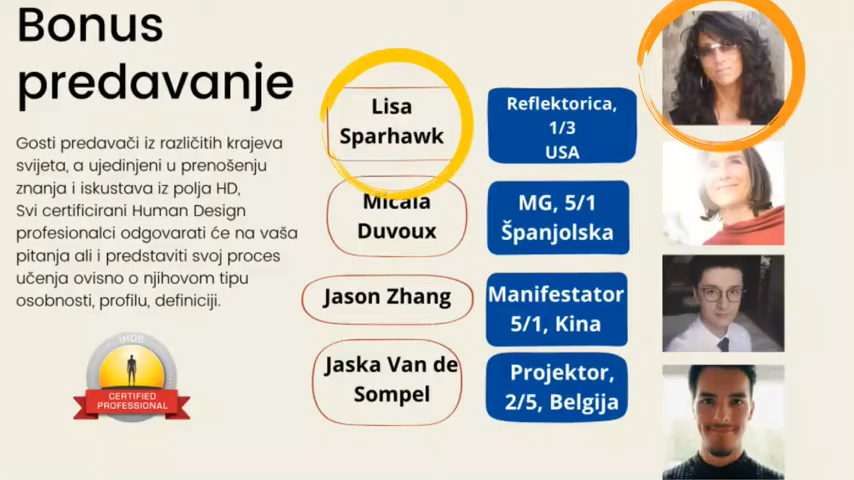 Bonus
predavanje
Gosti predavači iz različitih krajeva
svijeta, a ujedinjeni u prenošenju
znanja i iskustava iz polja HD,
Svi certificirani Human Design
profesionalci odgovarati će na vaša
pitanja ali i predstaviti svoj proces
učenja ovisno o njihovom tipu
osobnosti, profilu, definiciji.
IHDS
CERTIFIED
PROFESSIONAL
Lisa
Sparhawk
Reflektorica,
1/3
USA
Micala
Duvoux
MG, 5/1
Španjolska
Jason Zhang
Manifestator
5/1, Kina
Jaska Van de
Sompel
Projektor,
2/5, Belgija